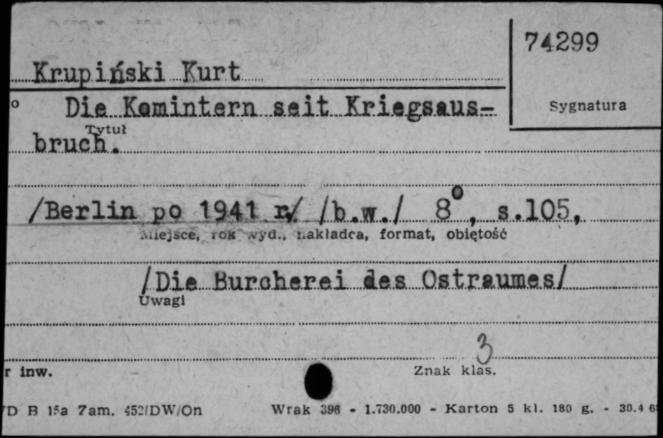 74299
Krupiński Kurt
Sygnatura
o Die Komintern seit Kriegsaus-
Tytuł
bruch.
/Berlin po 1941 r/ /b.w./ 8°, s.105,
Miejsce, rok wyd., nakładca, format, objętość
/Die Burcherei des Ostraumes/
Uwagi
3
r inw.
Znak klas.
D B 15a 7am. 452/DW/On Wrak 396 - 1.730.000 - Karton 5 kl. 180 g. - 30.4 6